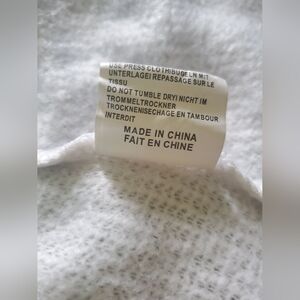 USE PRESS CLOTH/BÜGELN MIT
UNTERLAGE/ REPASSAGE SUR LE
TISSU
DO NOT TUMBLE DRY/ NICHT IM
TROMMELTROCKNER
TROCKNEN/SECHAGE EN TAMBOUR
INTERDIT
MADE IN CHINA
FAIT EN CHINE